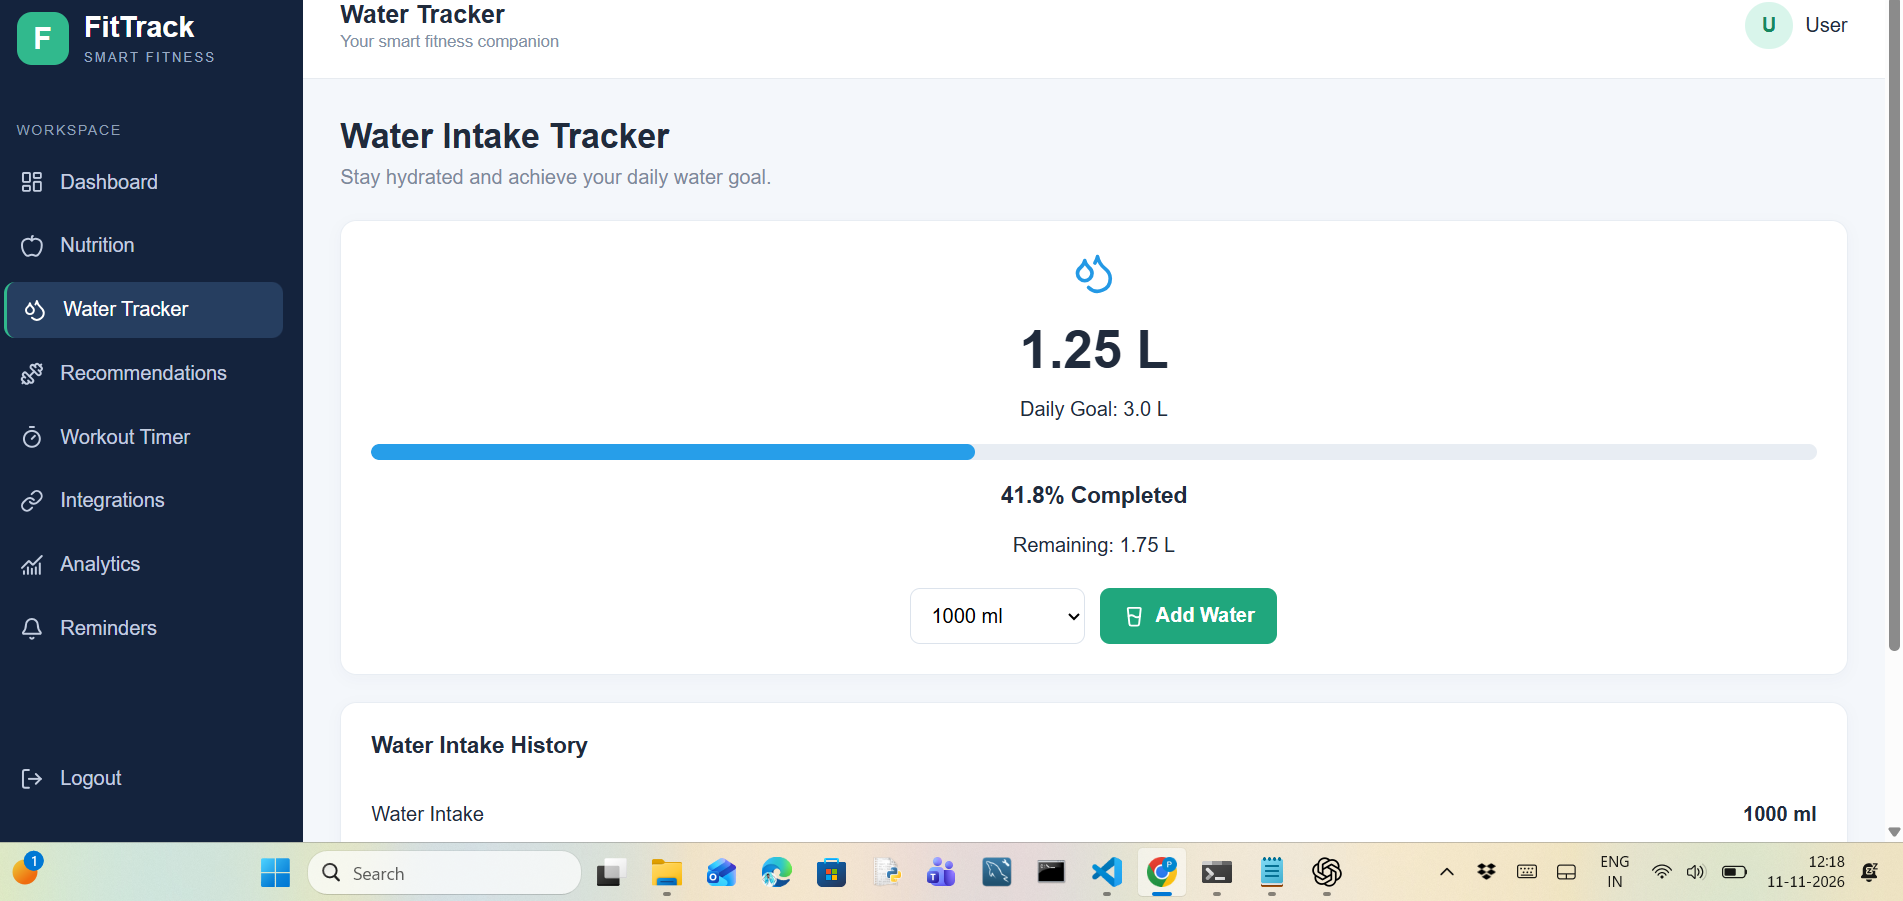 F
FitTrack
SMART FITNESS
WORKSPACE
Dashboard
Nutrition
Water Tracker
Recommendations
Workout Timer
Integrations
Analytics
Reminders
Logout
Water Tracker
Your smart fitness companion
U
User
Water Intake Tracker
Stay hydrated and achieve your daily water goal.
1.25 L
Daily Goal: 3.0 L
41.8% Completed
Remaining: 1.75 L
1000 ml
Add Water
Water Intake History
Water Intake 1000 ml
1
Search
P
ENG
IN
12:18
11-11-2026